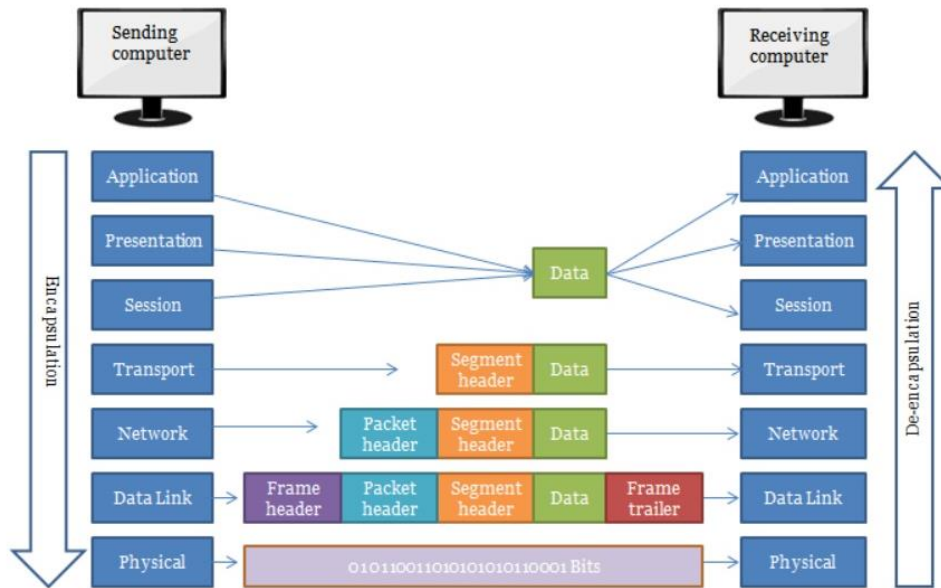 Sending
computer
Receiving
computer
Encapsulation
De-encapsulation
Application
Application
Presentation
Presentation
Data
Session
Session
Transport
Segment
header
Data
Transport
Network
Packet
header
Segment
header
Data
Network
Data Link
Frame
header
Packet
header
Segment
header
Data
Frame
trailer
Data Link
Physical
010110011010101010110001 Bits
Physical